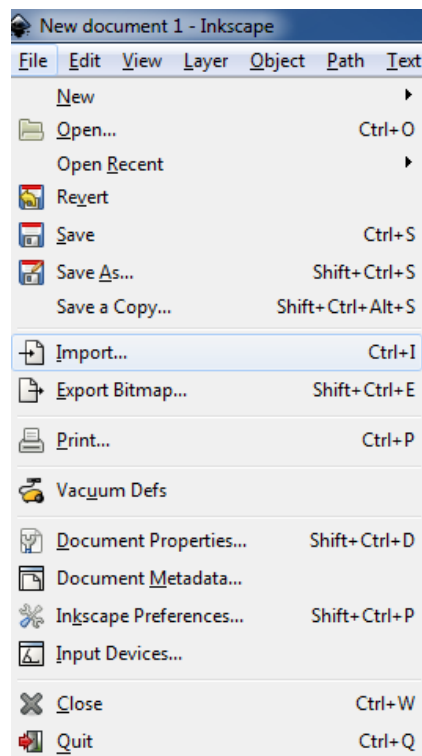 New document 1 - Inkscape
File Edit View Layer Object Path Text
New
Open... Ctrl+O
Open Recent
Revert
Save Ctrl+S
Save As... Shift+Ctrl+S
Save a Copy... Shift+Ctrl+Alt+S
Import... Ctrl+I
Export Bitmap... Shift+Ctrl+E
Print... Ctrl+P
Vacuum Defs
Document Properties... Shift+Ctrl+D
Document Metadata...
Inkscape Preferences... Shift+Ctrl+P
Input Devices...
Close Ctrl+W
Quit Ctrl+Q